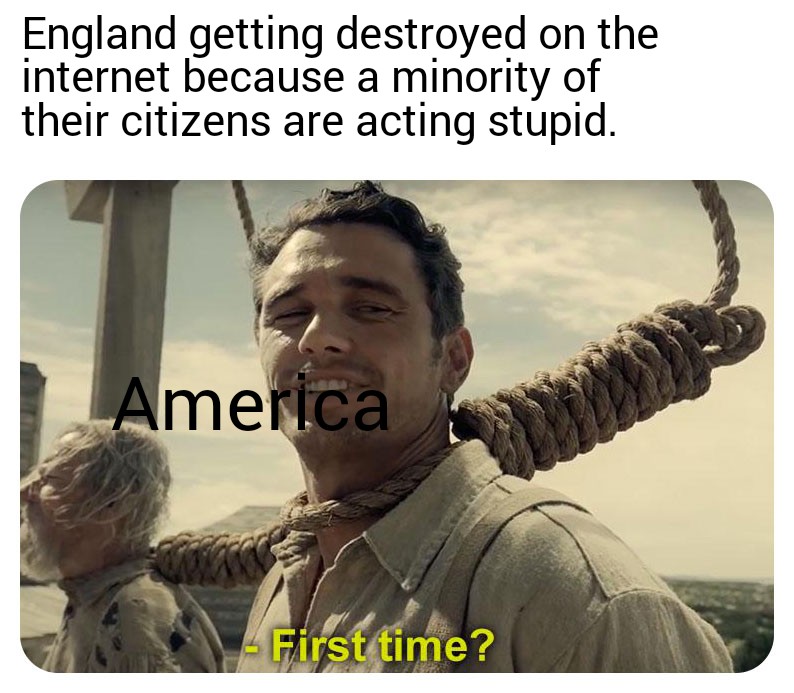 England getting destroyed on the
internet because a minority of
their citizens are acting stupid.
America
- First time?